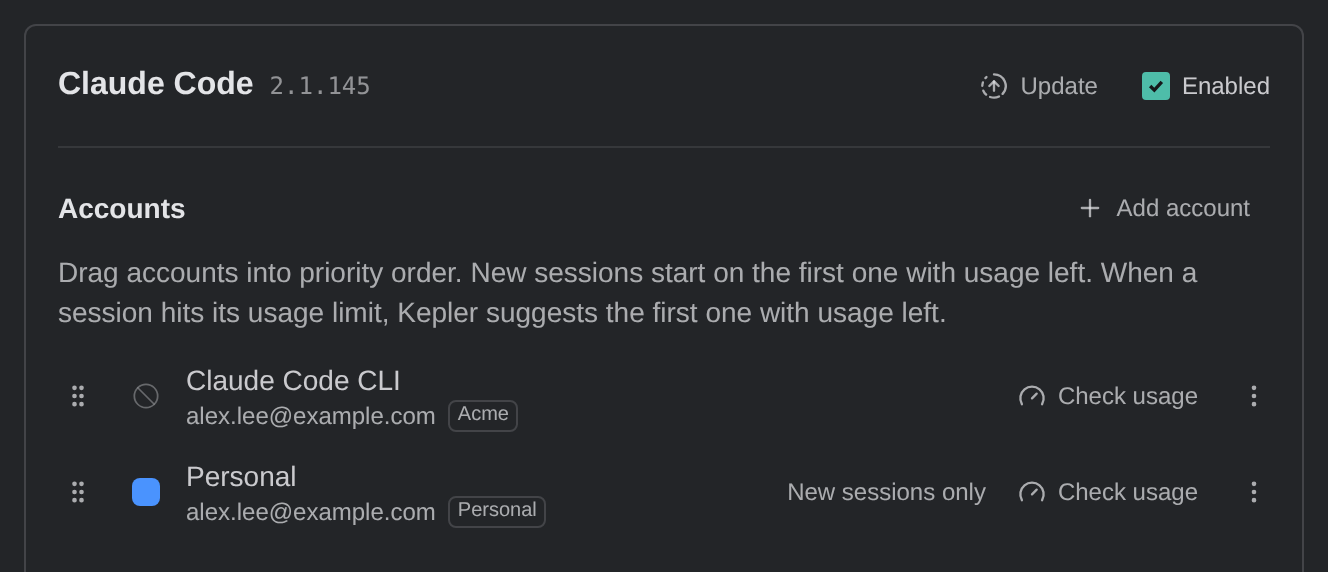 Claude Code 2.1.145
Update
Enabled
Accounts
Add account
Drag accounts into priority order. New sessions start on the first one with usage left. When a
session hits its usage limit, Kepler suggests the first one with usage left.
Claude Code CLI
alex.lee@example.com Acme
Check usage
Personal
alex.lee@example.com Personal
New sessions only
Check usage